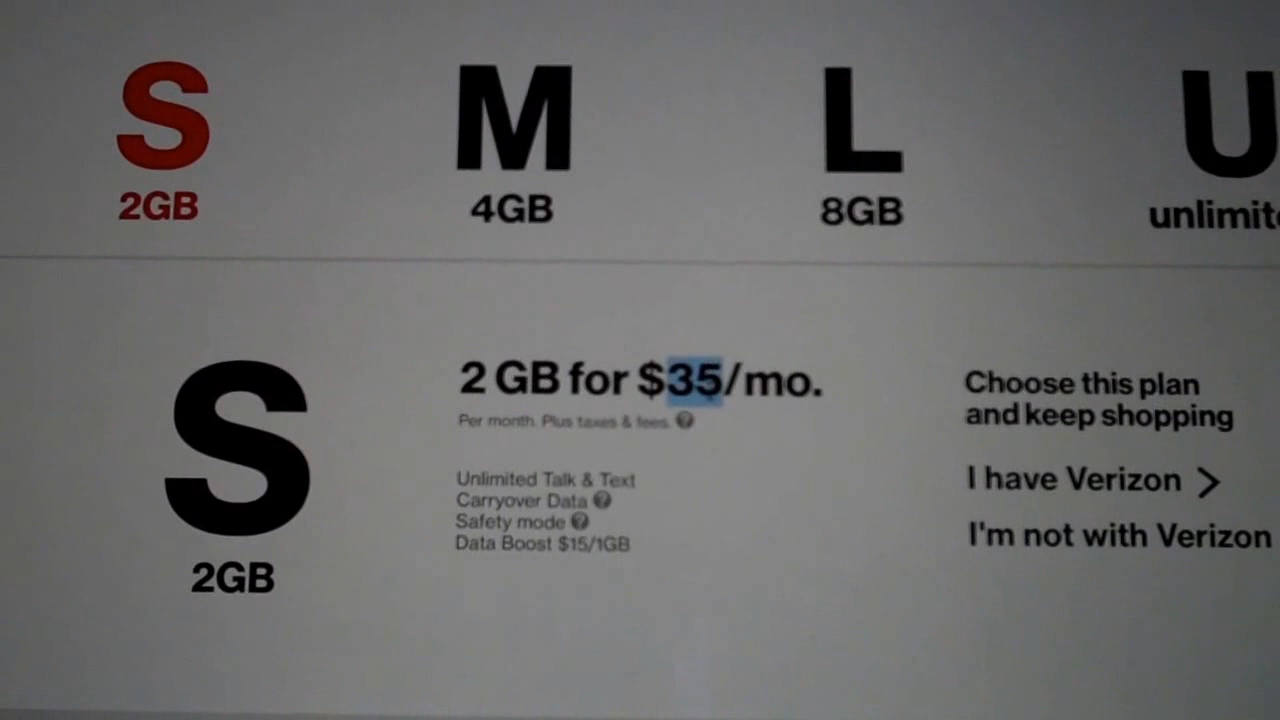 S M L U
2GB 4GB 8GB unlimite
S
2GB
2 GB for $35/mo.
Per month. Plus taxes & fees.
Unlimited Talk & Text
Carryover Data
Safety mode
Data Boost $15/1GB
Choose this plan
and keep shopping
I have Verizon >
I'm not with Verizon